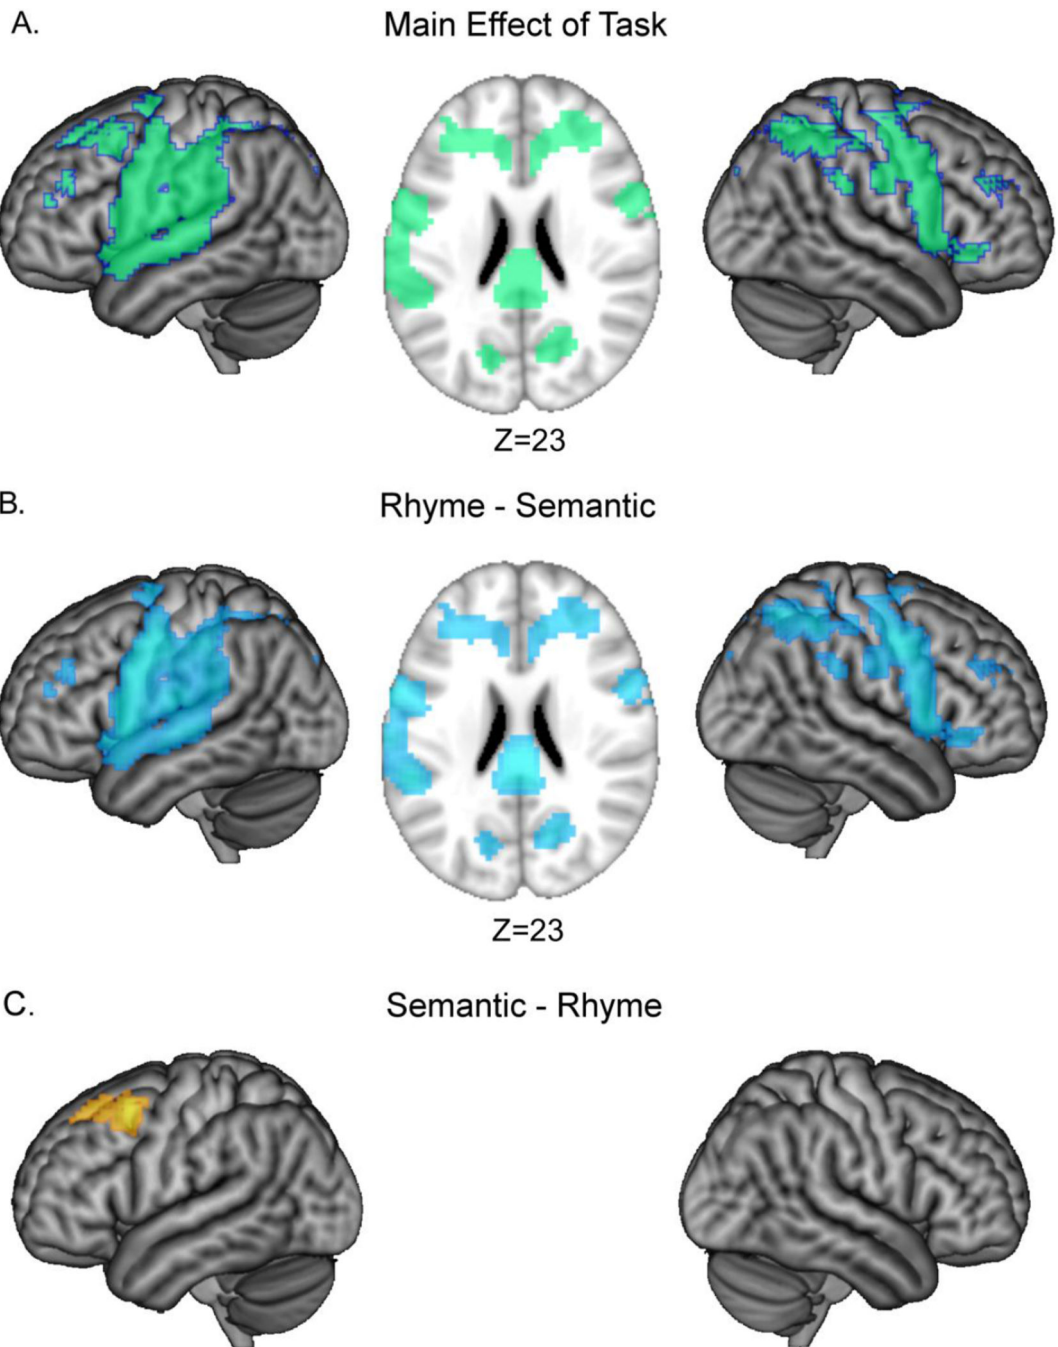 A.
Main Effect of Task
Z=23
B.
Rhyme - Semantic
Z=23
C.
Semantic - Rhyme